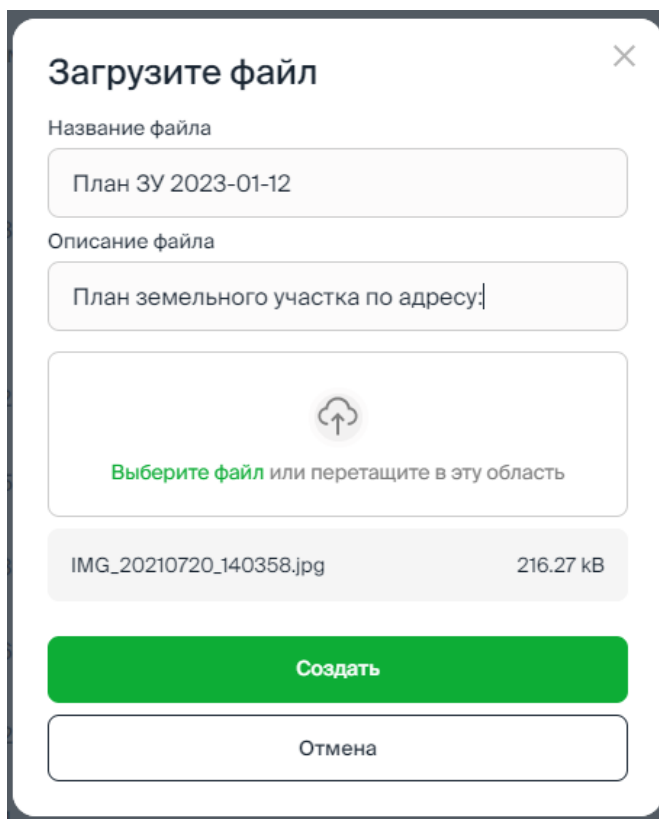 Загрузите файл
Название файла
План ЗУ 2023-01-12
Описание файла
План земельного участка по адресу:
Выберите файл или перетащите в эту область
IMG_20210720_140358.jpg 216.27 kB
Создать
Отмена